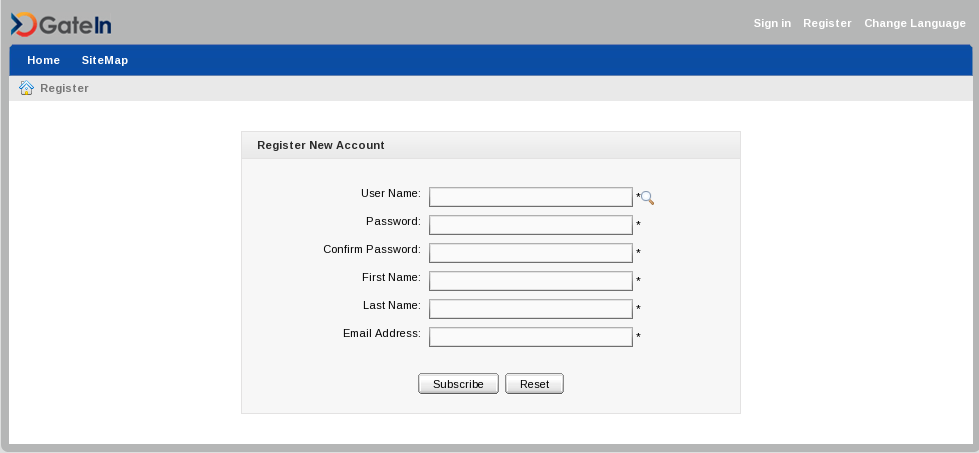 GateIn
Sign in Register Change Language
Home SiteMap
Register
Register New Account
User Name: *
Password: *
Confirm Password: *
First Name: *
Last Name: *
Email Address: *
Subscribe Reset